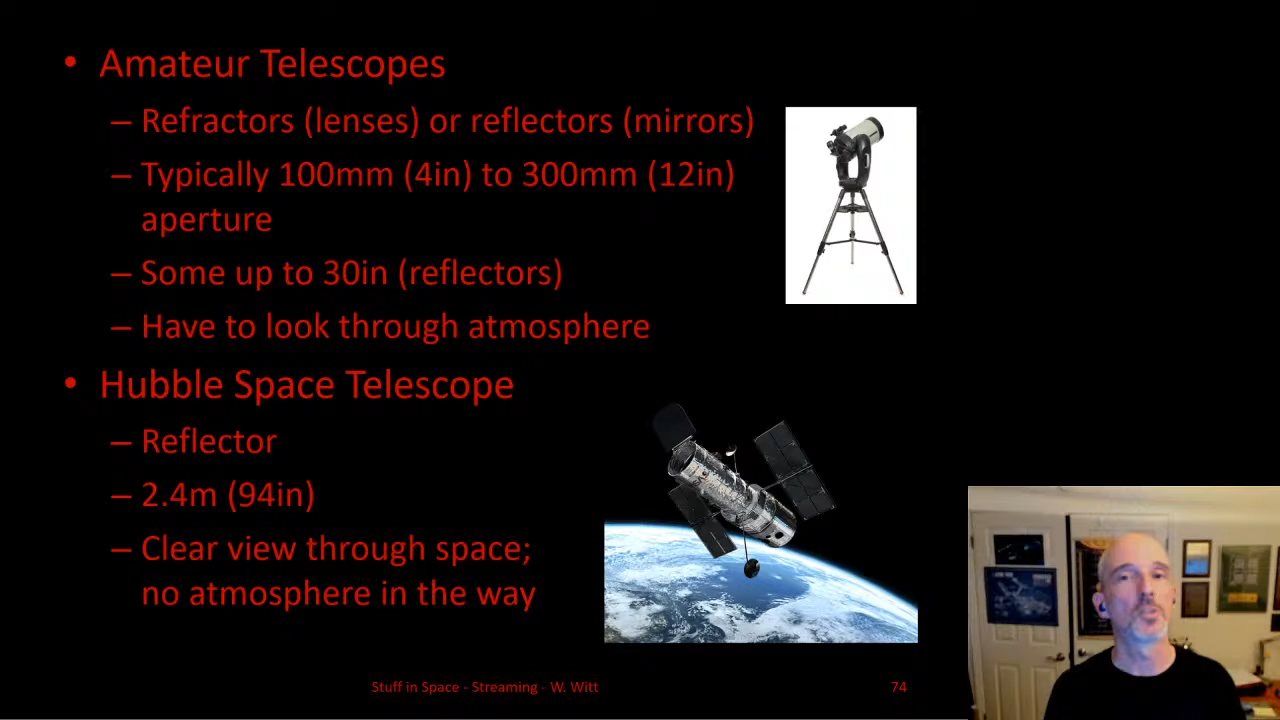 • Amateur Telescopes
– Refractors (lenses) or reflectors (mirrors)
– Typically 100mm (4in) to 300mm (12in)
aperture
– Some up to 30in (reflectors)
– Have to look through atmosphere
• Hubble Space Telescope
– Reflector
– 2.4m (94in)
– Clear view through space;
no atmosphere in the way
Stuff in Space - Streaming - W. Witt
74